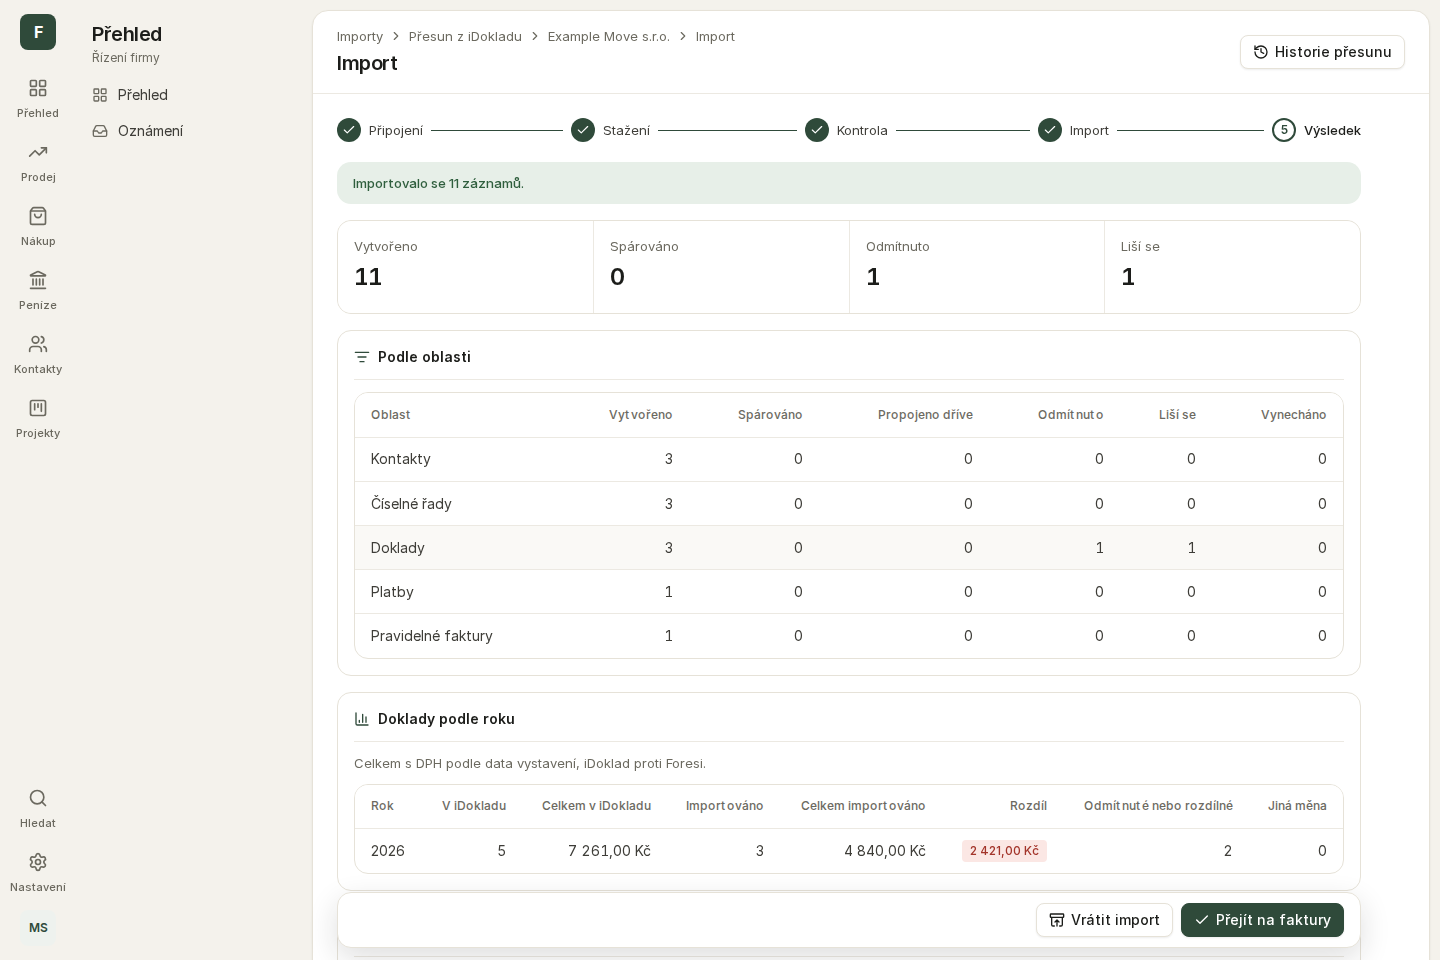 F
Přehled
Prodej
Nákup
Peníze
Kontakty
Projekty
Hledat
Nastavení
MS
Přehled
Řízení firmy
Přehled
Oznámení
Importy > Přesun z iDokladu > Example Move s.r.o. > Import
Import
Historie přesunu
Připojení Stažení Kontrola Import 5 Výsledek
Importovalo se 11 záznamů.
Vytvořeno Spárováno Odmítnuto Liší se
11 0 1 1
Podle oblasti
Oblast Vytvořeno Spárováno Propojeno dříve Odmítnuto Liší se Vynecháno
Kontakty 3 0 0 0 0 0
Číselné řady 3 0 0 0 0 0
Doklady 3 0 0 1 1 0
Platby 1 0 0 0 0 0
Pravidelné faktury 1 0 0 0 0 0
Doklady podle roku
Celkem s DPH podle data vystavení, iDoklad proti Foresi.
Rok V iDokladu Celkem v iDokladu Importováno Celkem importováno Rozdíl Odmítnuté nebo rozdílné Jiná měna
2026 5 7 261,00 Kč 3 4 840,00 Kč 2 421,00 Kč 2 0
Vrátit import Přejít na faktury